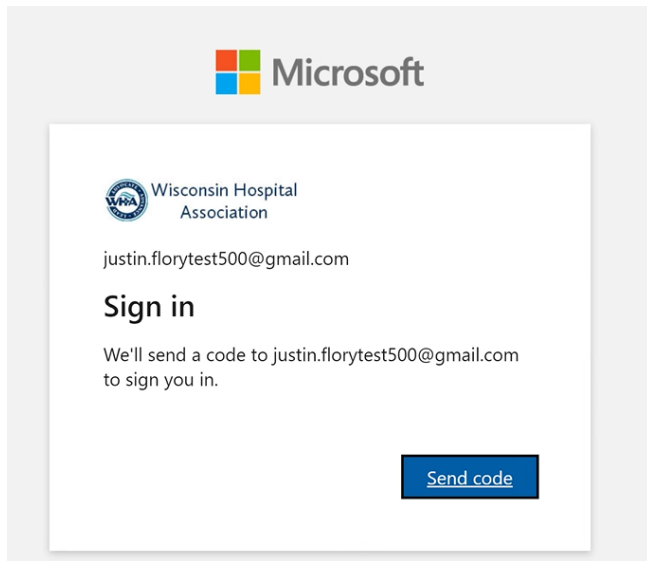 Microsoft
WHA
Wisconsin Hospital
Association
justin.florytest500@gmail.com
Sign in
We'll send a code to justin.florytest500@gmail.com
to sign you in.
Send code